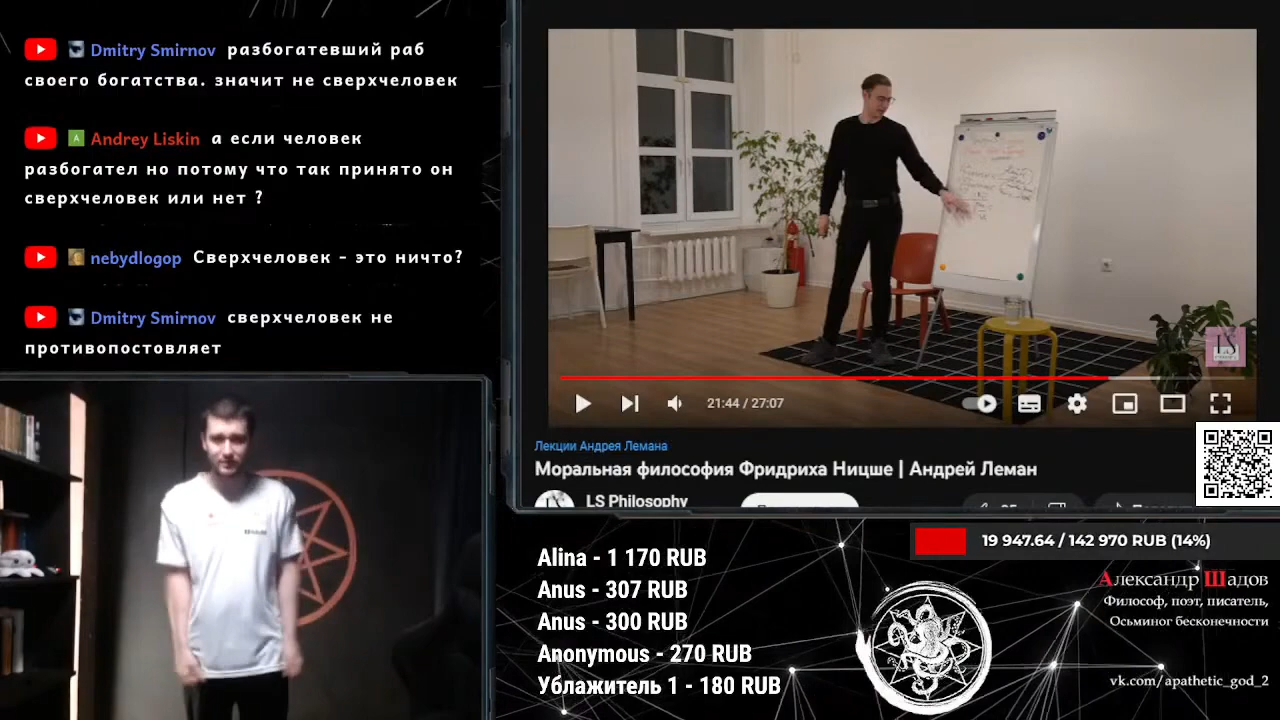 Dmitry Smirnov разбогатевший раб
своего богатства. значит не сверхчеловек
Andrey Liskin а если человек
разбогател но потому что так принято он
сверхчеловек или нет ?
nebydlogop Сверхчеловек - это ничто?
Dmitry Smirnov сверхчеловек не
противопостовляет
LS
21:44 / 27:07
Лекции Андрея Лемана
Моральная философия Фридриха Ницше | Андрей Леман
LS Philosophy
19 947.64 / 142 970 RUB (14%)
Alina - 1 170 RUB
Anus - 307 RUB
Anus - 300 RUB
Anonymous - 270 RUB
Ублажитель 1 - 180 RUB
Александр Шадов
Философ, поэт, писатель,
Осьминог бесконечности
vk.com/apathetic_god_2